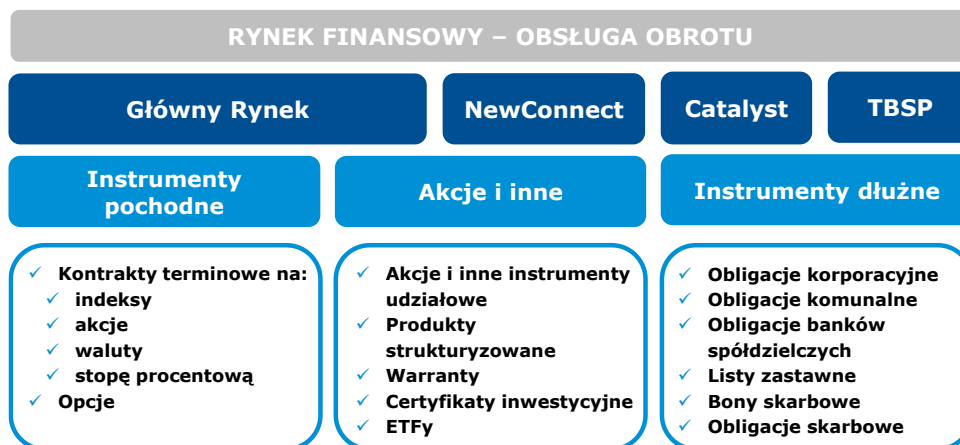 RYNEK FINANSOWY – OBSŁUGA OBROTU
Główny Rynek
NewConnect
Catalyst
TBSP
Instrumenty
pochodne
Akcje i inne
Instrumenty dłużne
Kontrakty terminowe na:
indeksy
akcje
waluty
stopę procentową
Opcje
Akcje i inne instrumenty
udziałowe
Produkty
strukturyzowane
Warranty
Certyfikaty inwestycyjne
ETFy
Obligacje korporacyjne
Obligacje komunalne
Obligacje banków
spółdzielczych
Listy zastawne
Bony skarbowe
Obligacje skarbowe